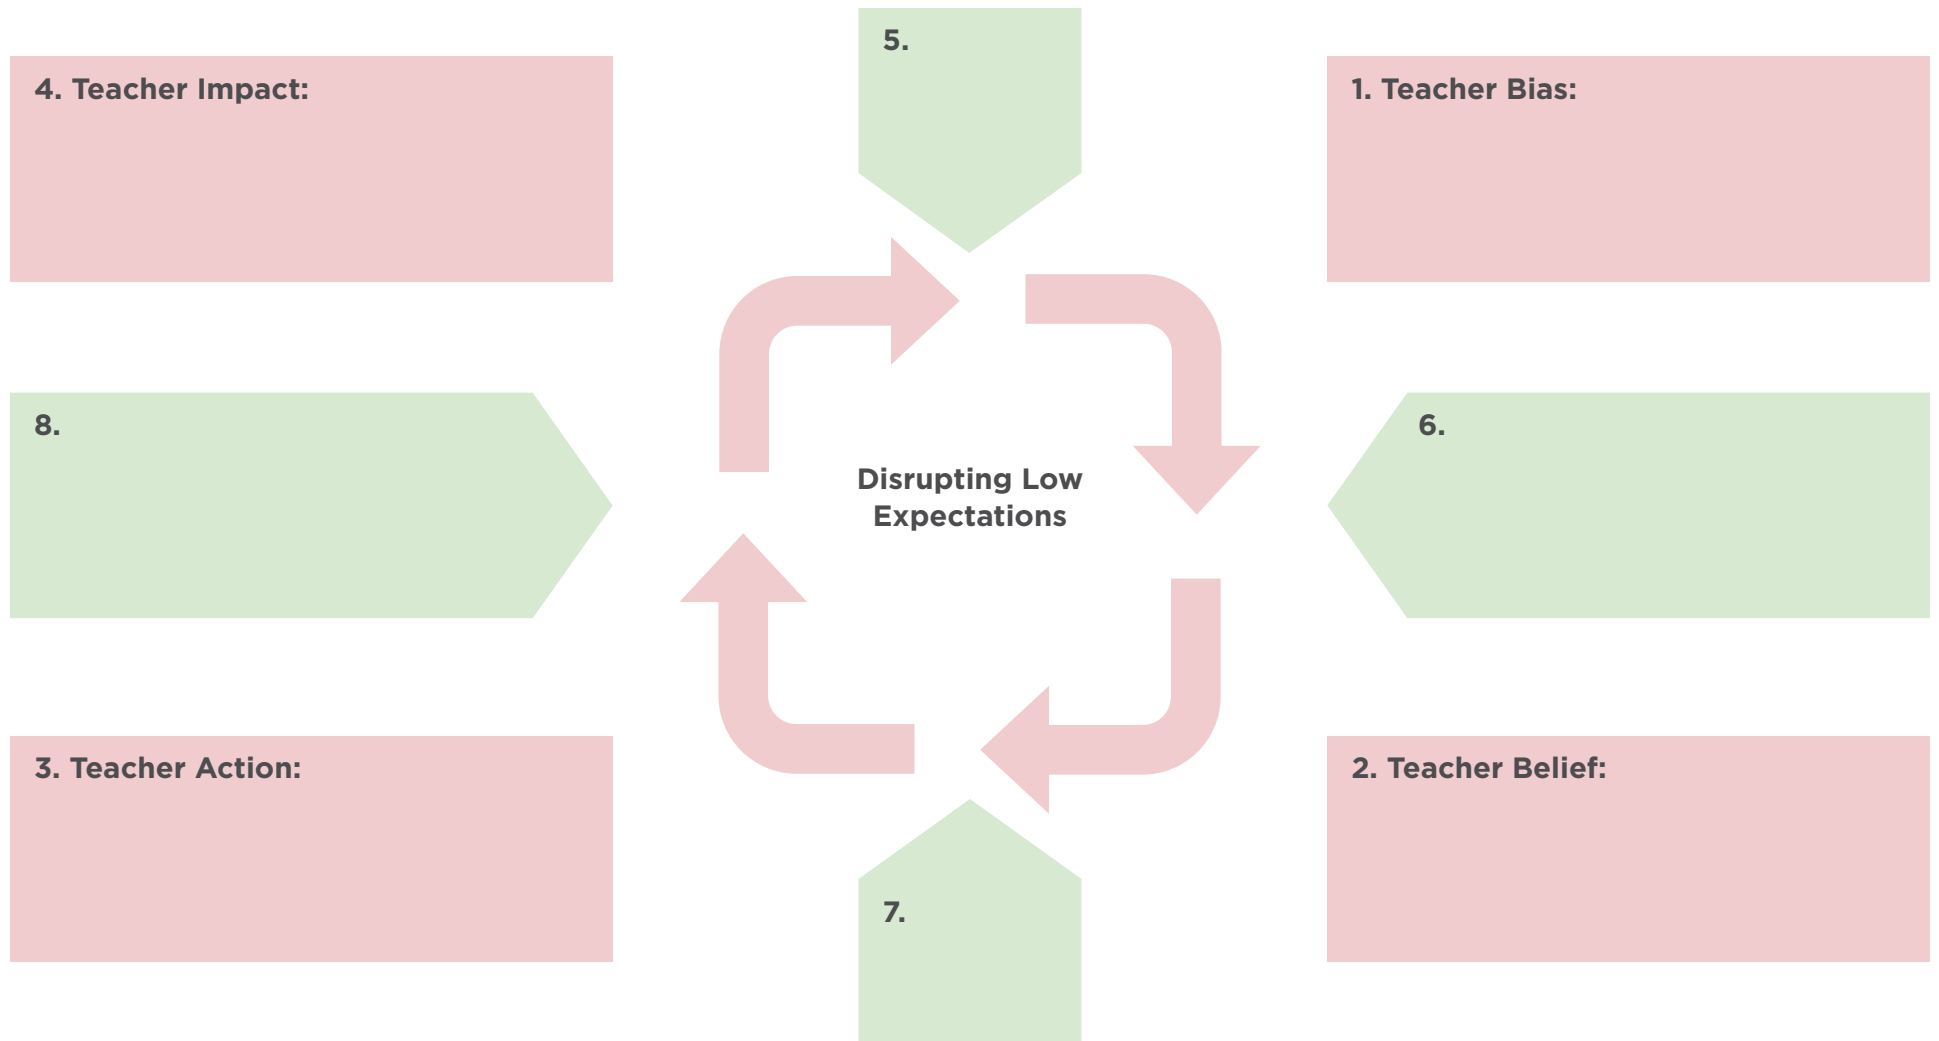 5.
4. Teacher Impact:
1. Teacher Bias:
8.
6.
Disrupting Low
Expectations
3. Teacher Action:
2. Teacher Belief:
7.